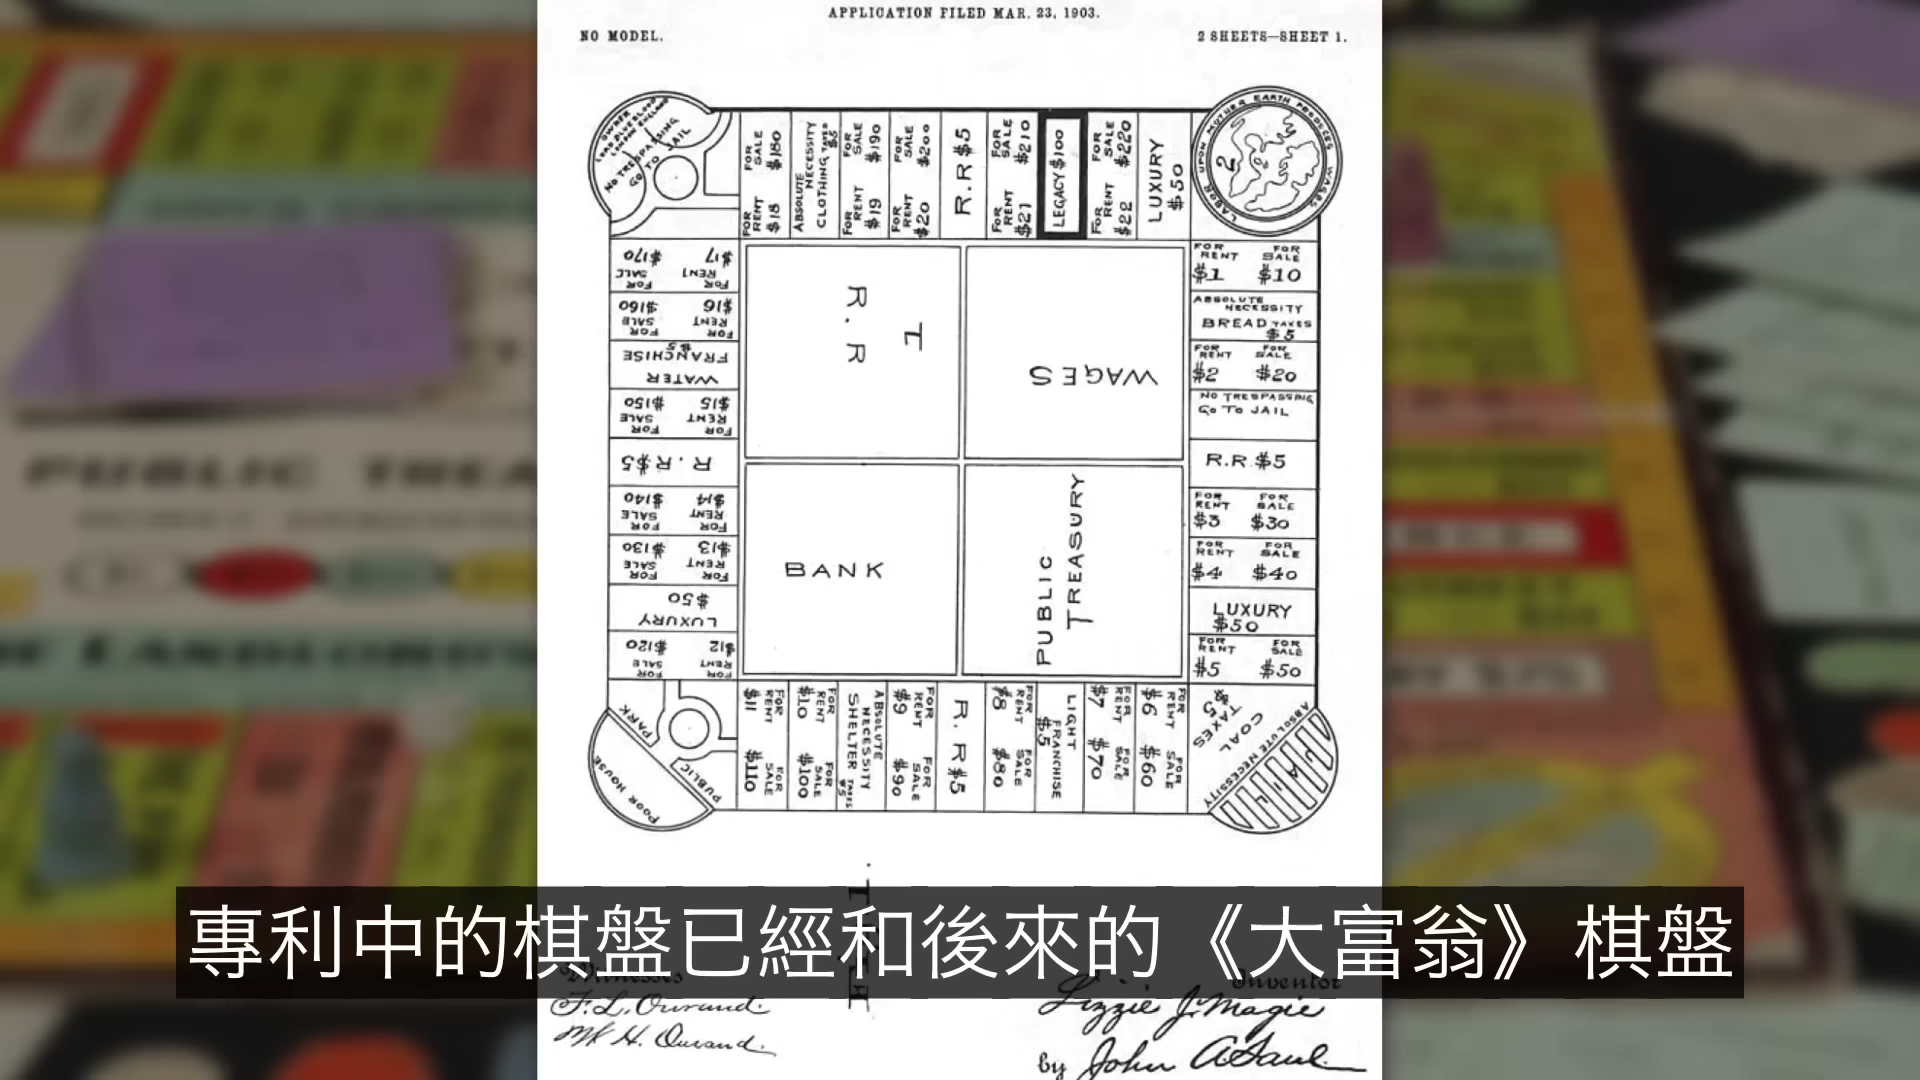 APPLICATION FILED MAR. 23, 1903.
NO MODEL.
2 SHEETS—SHEET 1.
NO TRESPASSING
GO TO JAIL
FOR RENT $18 FOR SALE $180
ABSOLUTE NECESSITY CLOTHING TAXES $5
FOR RENT $19 FOR SALE $190
FOR RENT $20 FOR SALE $200
R.R $5
FOR RENT $21 FOR SALE $210
LEGACY $100
FOR RENT $22 FOR SALE $220
LUXURY $50
LABOR UPON MOTHER EARTH PRODUCES WAGES
FOR RENT $17 FOR SALE $170
FOR RENT $16 FOR SALE $160
WATER FRANCHISE $5
FOR RENT $15 FOR SALE $150
R.R $5
FOR RENT $14 FOR SALE $140
FOR RENT $13 FOR SALE $130
LUXURY $50
FOR RENT $12 FOR SALE $120
R.R
WAGES
BANK
PUBLIC TREASURY
FOR RENT $1 FOR SALE $10
ABSOLUTE NECESSITY
BREAD TAXES $5
FOR RENT $2 FOR SALE $20
NO TRESPASSING
GO TO JAIL
R.R. $5
FOR RENT $3 FOR SALE $30
FOR RENT $4 FOR SALE $40
LUXURY $50
FOR RENT $5 FOR SALE $50
PUBLIC PARK
POOR HOUSE
FOR RENT $11 FOR SALE $110
FOR RENT $10 FOR SALE $100
ABSOLUTE NECESSITY SHELTER TAXES $5
FOR RENT $9 FOR SALE $90
R. R $5
FOR RENT $8 FOR SALE $80
LIGHT FRANCHISE $5
FOR RENT $7 FOR SALE $70
FOR RENT $6 FOR SALE $60
ABSOLUTE NECESSITY
COAL TAXES $5
JAIL
專利中的棋盤已經和後來的《大富翁》棋盤
Witnesses
Inventor
F. L. Ourand.
Lizzie J. Magie
by John